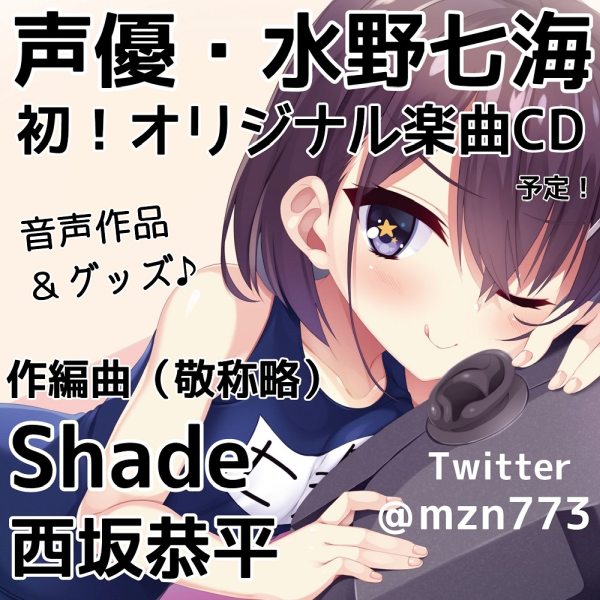 声優・水野七海
初！オリジナル楽曲CD
予定！
音声作品
＆グッズ♪
作編曲（敬称略）
Shade
西坂恭平
Twitter
@mzn773